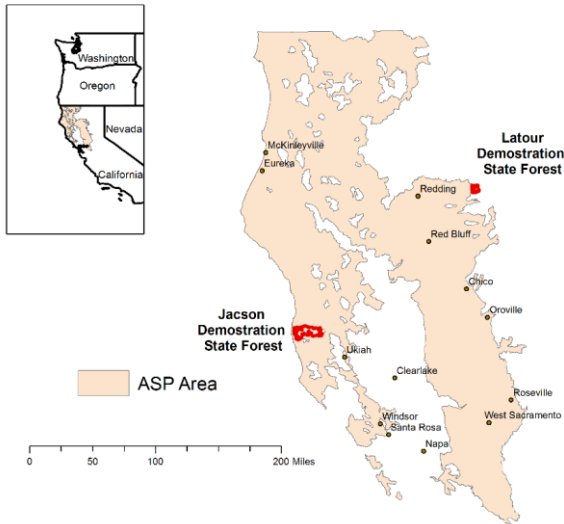 Washington
Oregon
Nevada
California
McKinleyville
Eureka
Latour
Demostration
State Forest
Redding
Red Bluff
Chico
Oroville
Jacson
Demostration
State Forest
Ukiah
Clearlake
ASP Area
Roseville
Windsor
West Sacramento
Santa Rosa
Napa
0 50 100 200 Miles